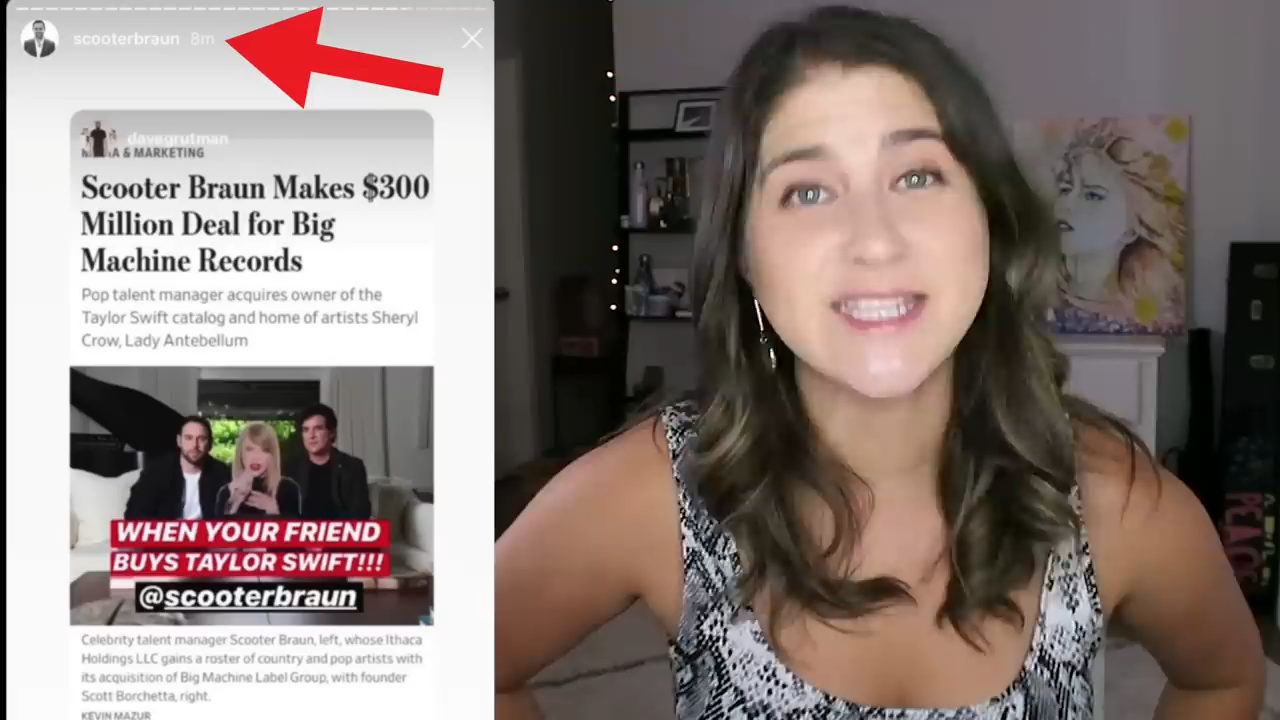 scooterbraun 8m
davegrutman
& MARKETING
Scooter Braun Makes $300
Million Deal for Big
Machine Records
Pop talent manager acquires owner of the
Taylor Swift catalog and home of artists Sheryl
Crow, Lady Antebellum
WHEN YOUR FRIEND
BUYS TAYLOR SWIFT!!!
@scooterbraun
Celebrity talent manager Scooter Braun, left, whose Ithaca
Holdings LLC gains a roster of country and pop artists with
its acquisition of Big Machine Label Group, with founder
Scott Borchetta, right.
KEVIN MAZUR
PEACE